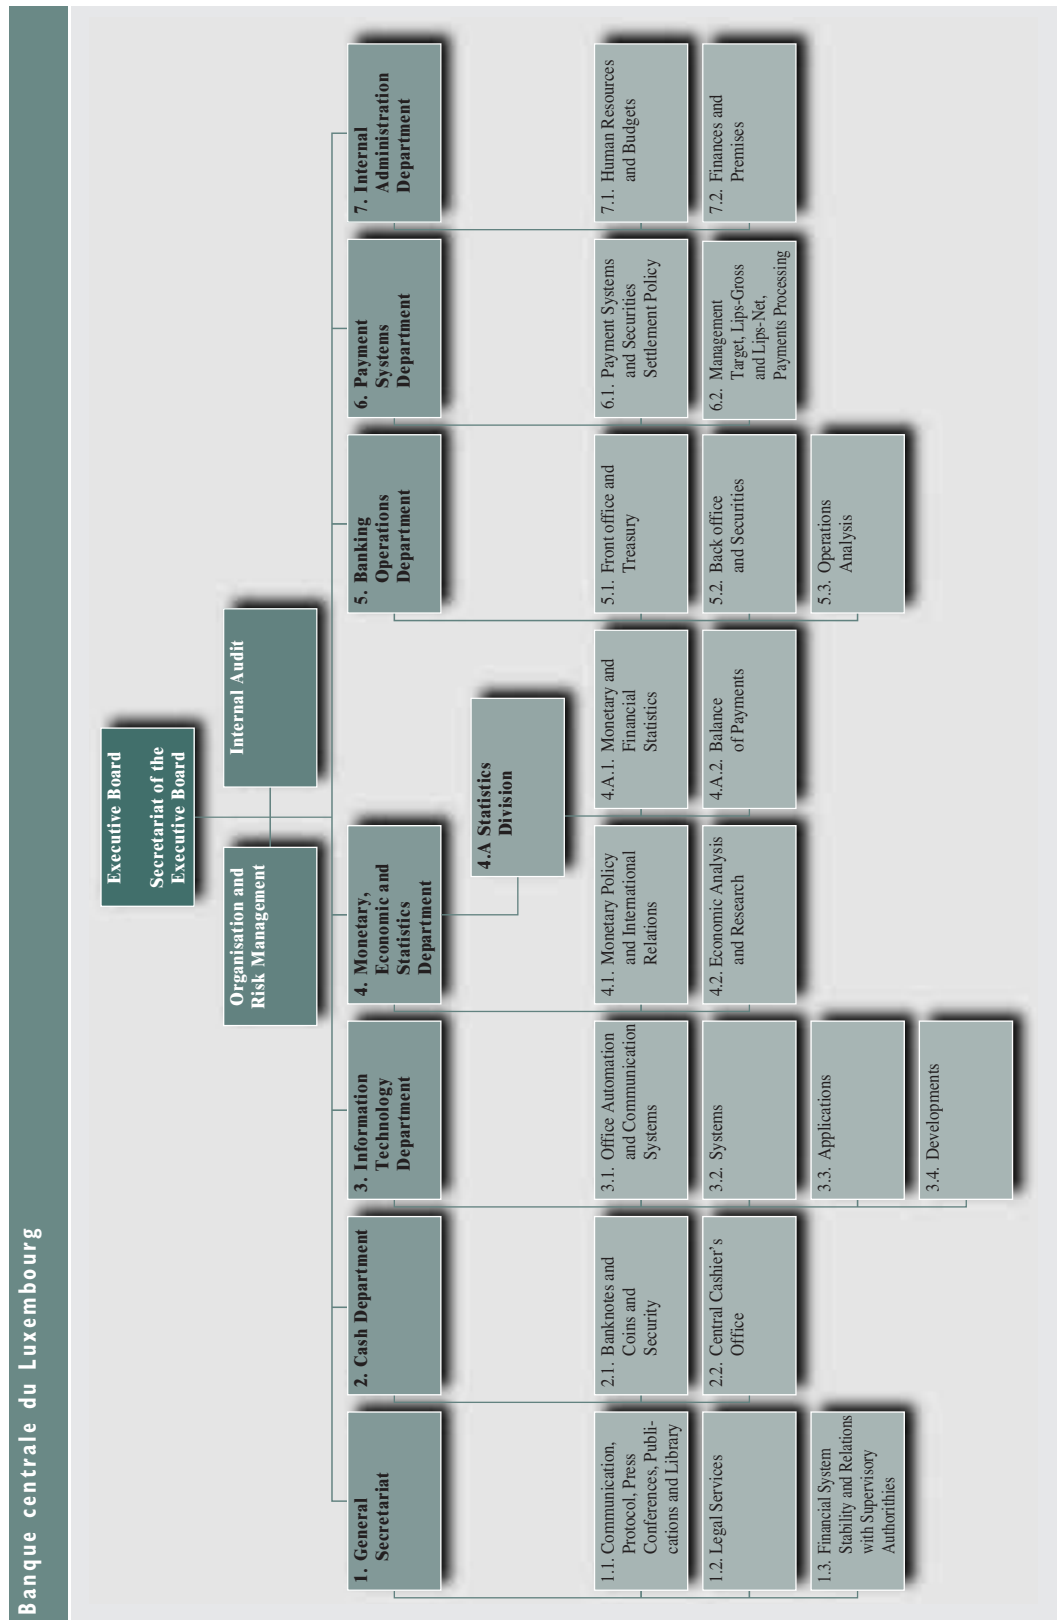 Banque centrale du Luxembourg
Executive Board
Secretariat of the
Executive Board
Organisation and
Risk Management
Internal Audit
1. General
Secretariat
1.1. Communication,
Protocol, Press
Conferences, Publi-
cations and Library
1.2. Legal Services
1.3. Financial System
Stability and Relations
with Supervisory
Authorithies
2. Cash Department
2.1. Banknotes and
Coins and
Security
2.2. Central Cashier's
Office
3. Information
Technology
Department
3.1. Office Automation
and Communication
Systems
3.2. Systems
3.3. Applications
3.4. Developments
4. Monetary,
Economic and
Statistics
Department
4.1. Monetary Policy
and International
Relations
4.2. Economic Analysis
and Research
4.A Statistics
Division
4.A.1. Monetary and
Financial
Statistics
4.A.2. Balance
of Payments
5. Banking
Operations
Department
5.1. Front office and
Treasury
5.2. Back office
and Securities
5.3. Operations
Analysis
6. Payment
Systems
Department
6.1. Payment Systems
and Securities
Settlement Policy
6.2. Management
Target, Lips-Gross
and Lips-Net,
Payments Processing
7. Internal
Administration
Department
7.1. Human Resources
and Budgets
7.2. Finances and
Premises